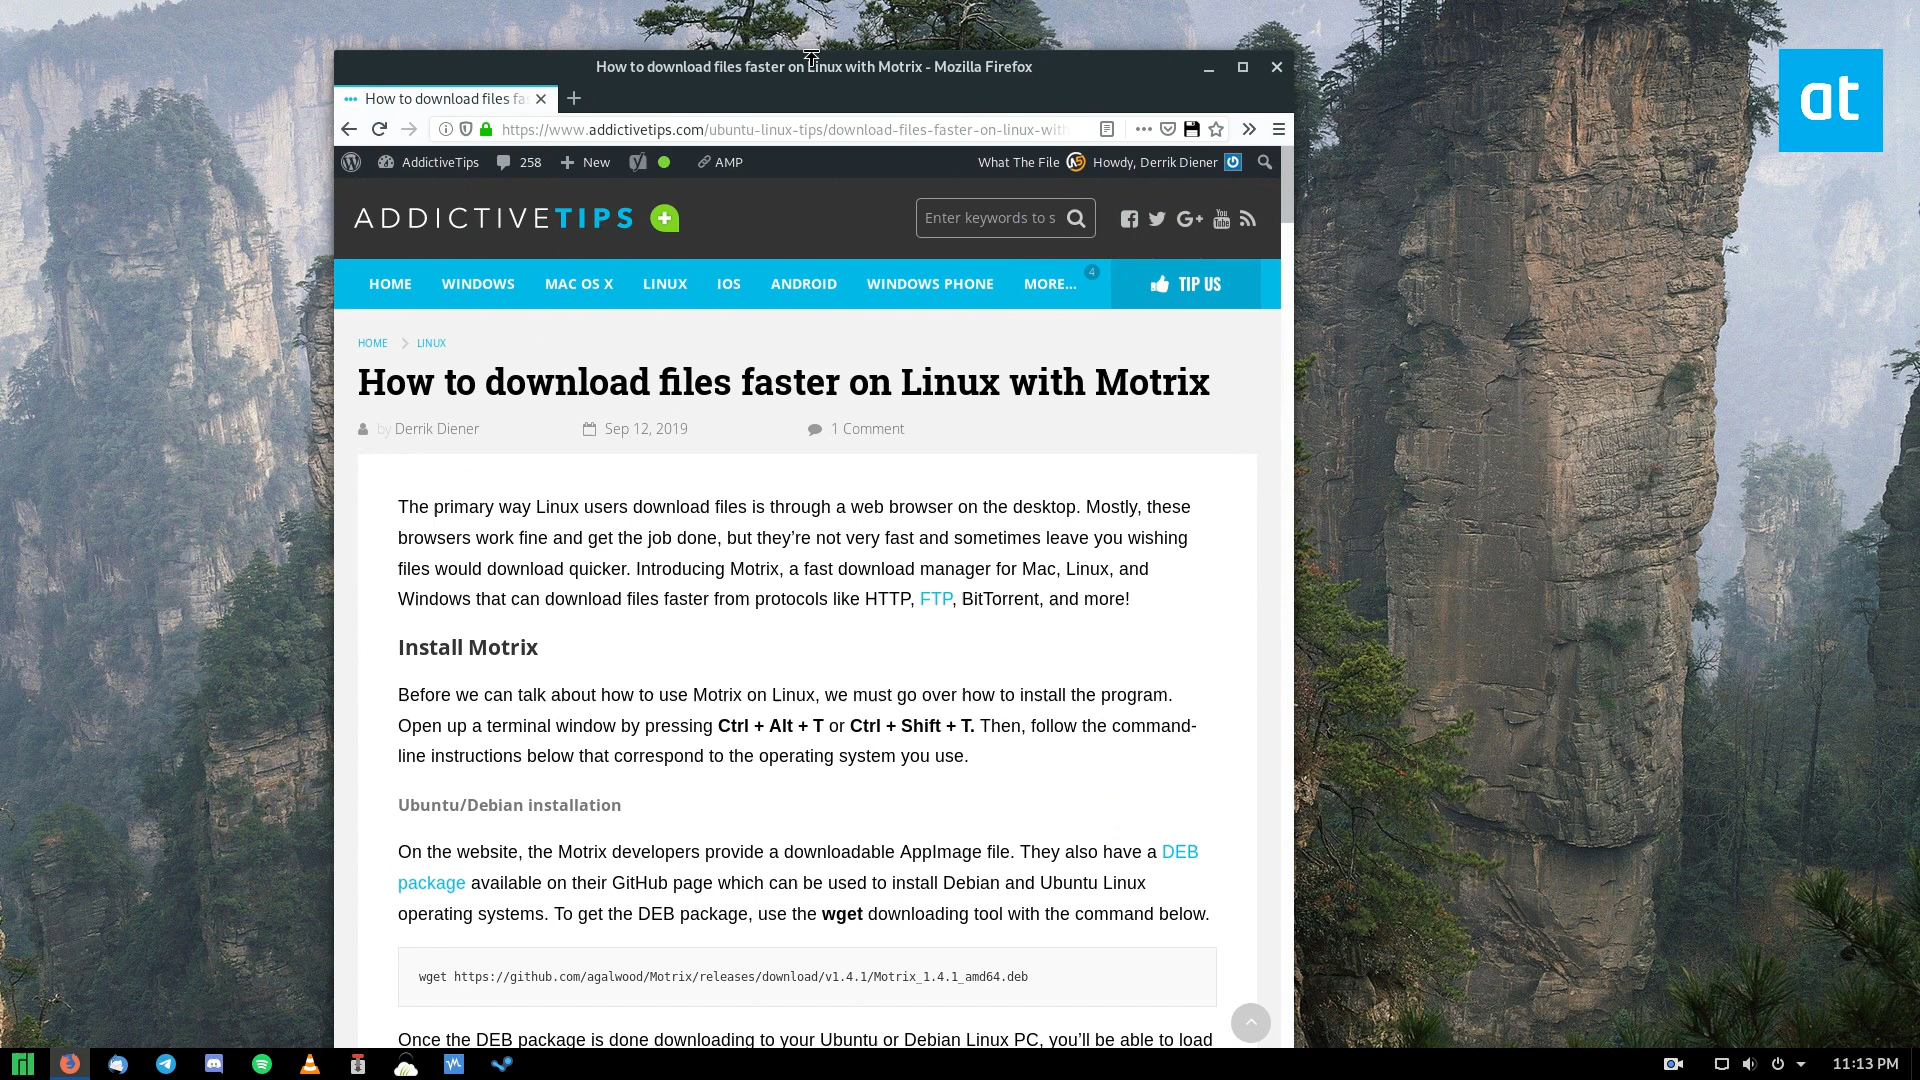 at
How to download files faster on Linux with Motrix - Mozilla Firefox
How to download files fas
https://www.addictivetips.com/ubuntu-linux-tips/download-files-faster-on-linux-with
AddictiveTips 258 New AMP What The File Howdy, Derrik Diener
ADDICTIVETIPS Enter keywords to s You Tube
HOME WINDOWS MAC OS X LINUX IOS ANDROID WINDOWS PHONE MORE... 4 TIP US
HOME LINUX
How to download files faster on Linux with Motrix
by Derrik Diener Sep 12, 2019 1 Comment
The primary way Linux users download files is through a web browser on the desktop. Mostly, these
browsers work fine and get the job done, but they’re not very fast and sometimes leave you wishing
files would download quicker. Introducing Motrix, a fast download manager for Mac, Linux, and
Windows that can download files faster from protocols like HTTP, FTP, BitTorrent, and more!
Install Motrix
Before we can talk about how to use Motrix on Linux, we must go over how to install the program.
Open up a terminal window by pressing Ctrl + Alt + T or Ctrl + Shift + T. Then, follow the command-
line instructions below that correspond to the operating system you use.
Ubuntu/Debian installation
On the website, the Motrix developers provide a downloadable AppImage file. They also have a DEB
package available on their GitHub page which can be used to install Debian and Ubuntu Linux
operating systems. To get the DEB package, use the wget downloading tool with the command below.
wget https://github.com/agalwood/Motrix/releases/download/v1.4.1/Motrix_1.4.1_amd64.deb
Once the DEB package is done downloading to your Ubuntu or Debian Linux PC, you’ll be able to load
11:13 PM